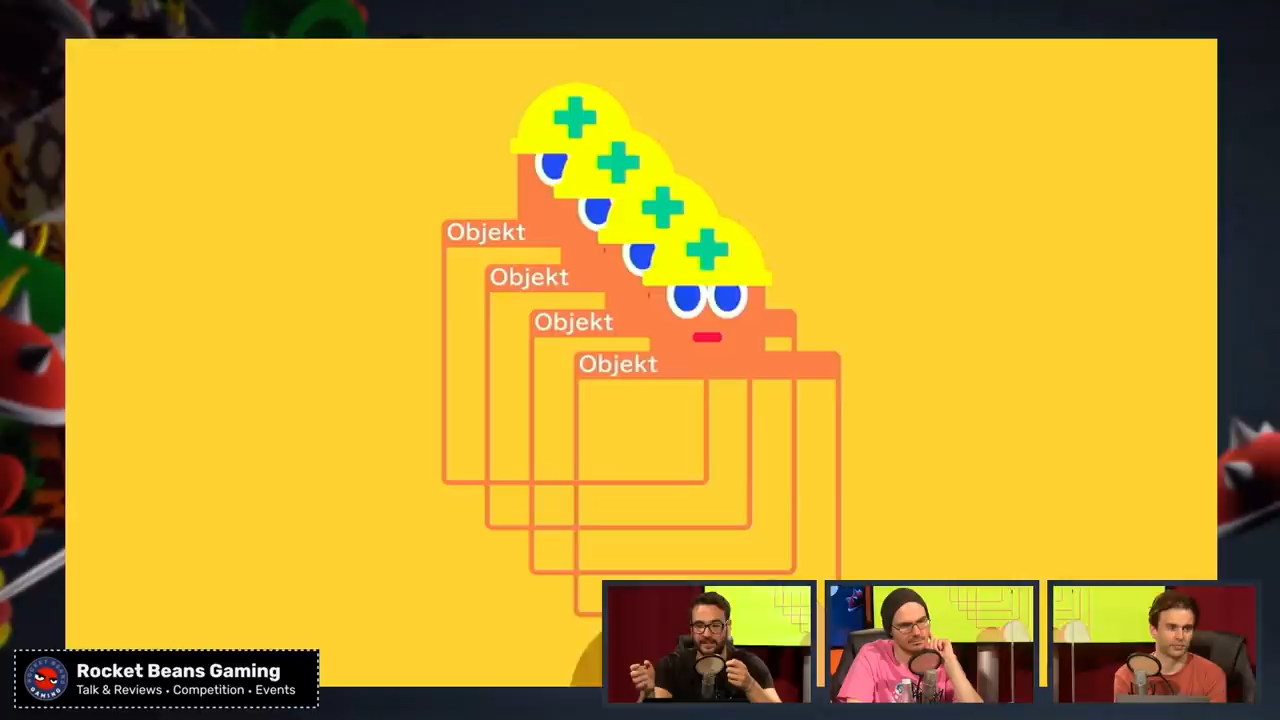 Objekt
Objekt
Objekt
Objekt
Rocket Beans Gaming
Talk & Reviews • Competition • Events